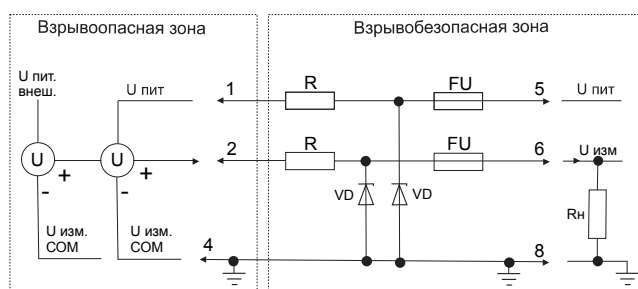 Взрывоопасная зона
Взрывобезопасная зона
U пит.
внеш.
U пит
1
R
FU
5
U пит
2
R
FU
6
U изм
U
+
-
U
+
-
VD
VD
Rн
U изм.
COM
U изм.
COM
4
8